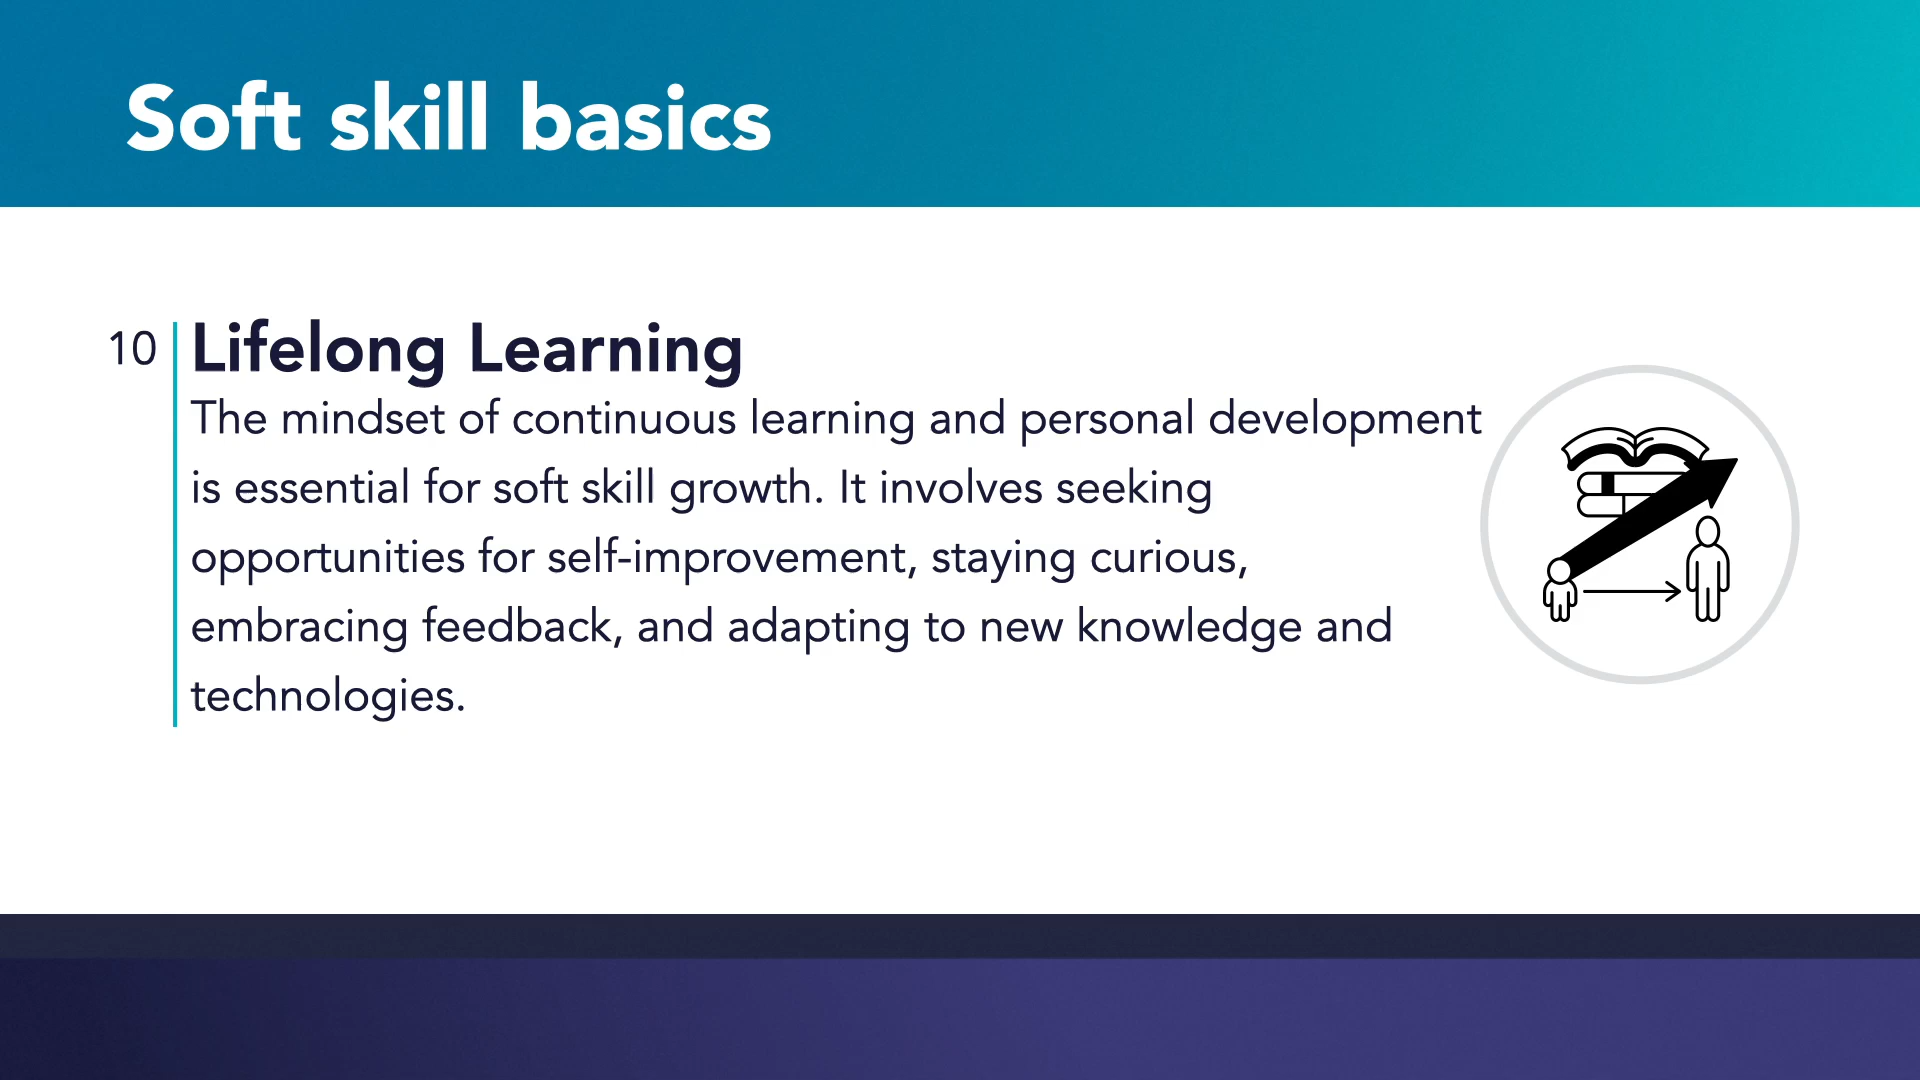 Soft skill basics
10
Lifelong Learning
The mindset of continuous learning and personal development
is essential for soft skill growth. It involves seeking
opportunities for self-improvement, staying curious,
embracing feedback, and adapting to new knowledge and
technologies.